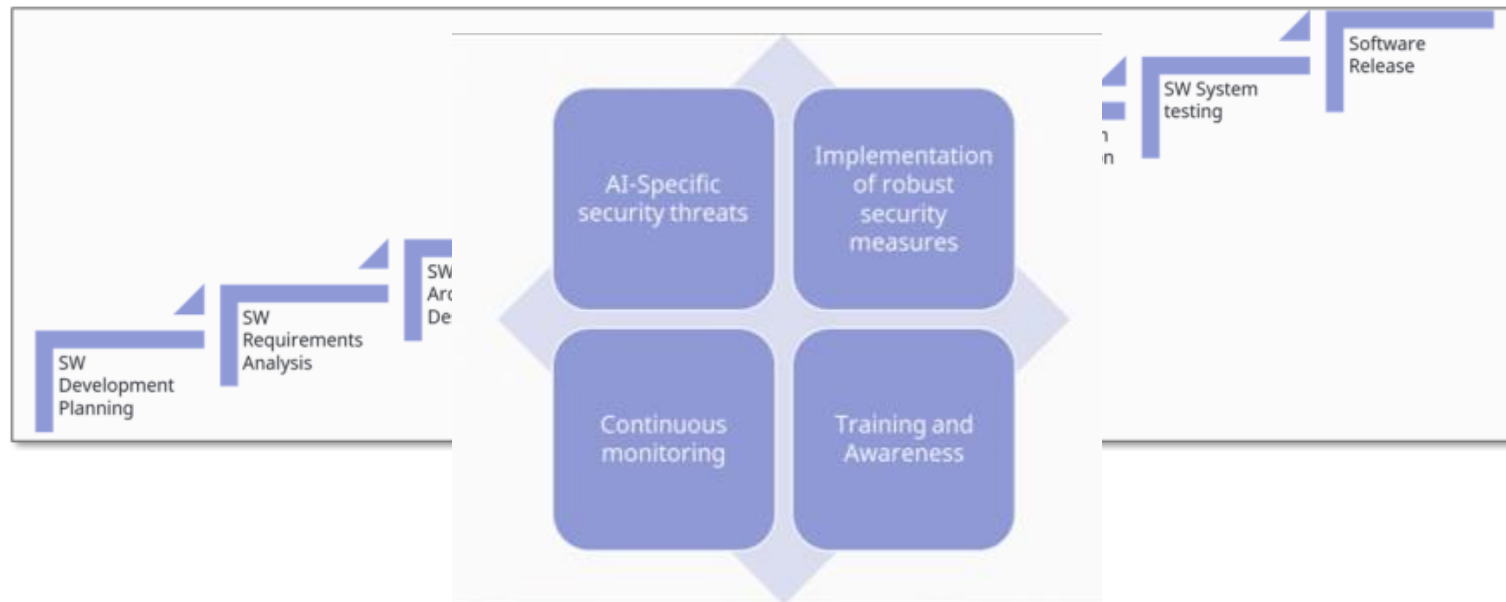 SW
Development
Planning
SW
Requirements
Analysis
SW
AI-Specific
security threats
Implementation
of robust
security
measures
Continuous
monitoring
Training and
Awareness
SW System
testing
Software
Release